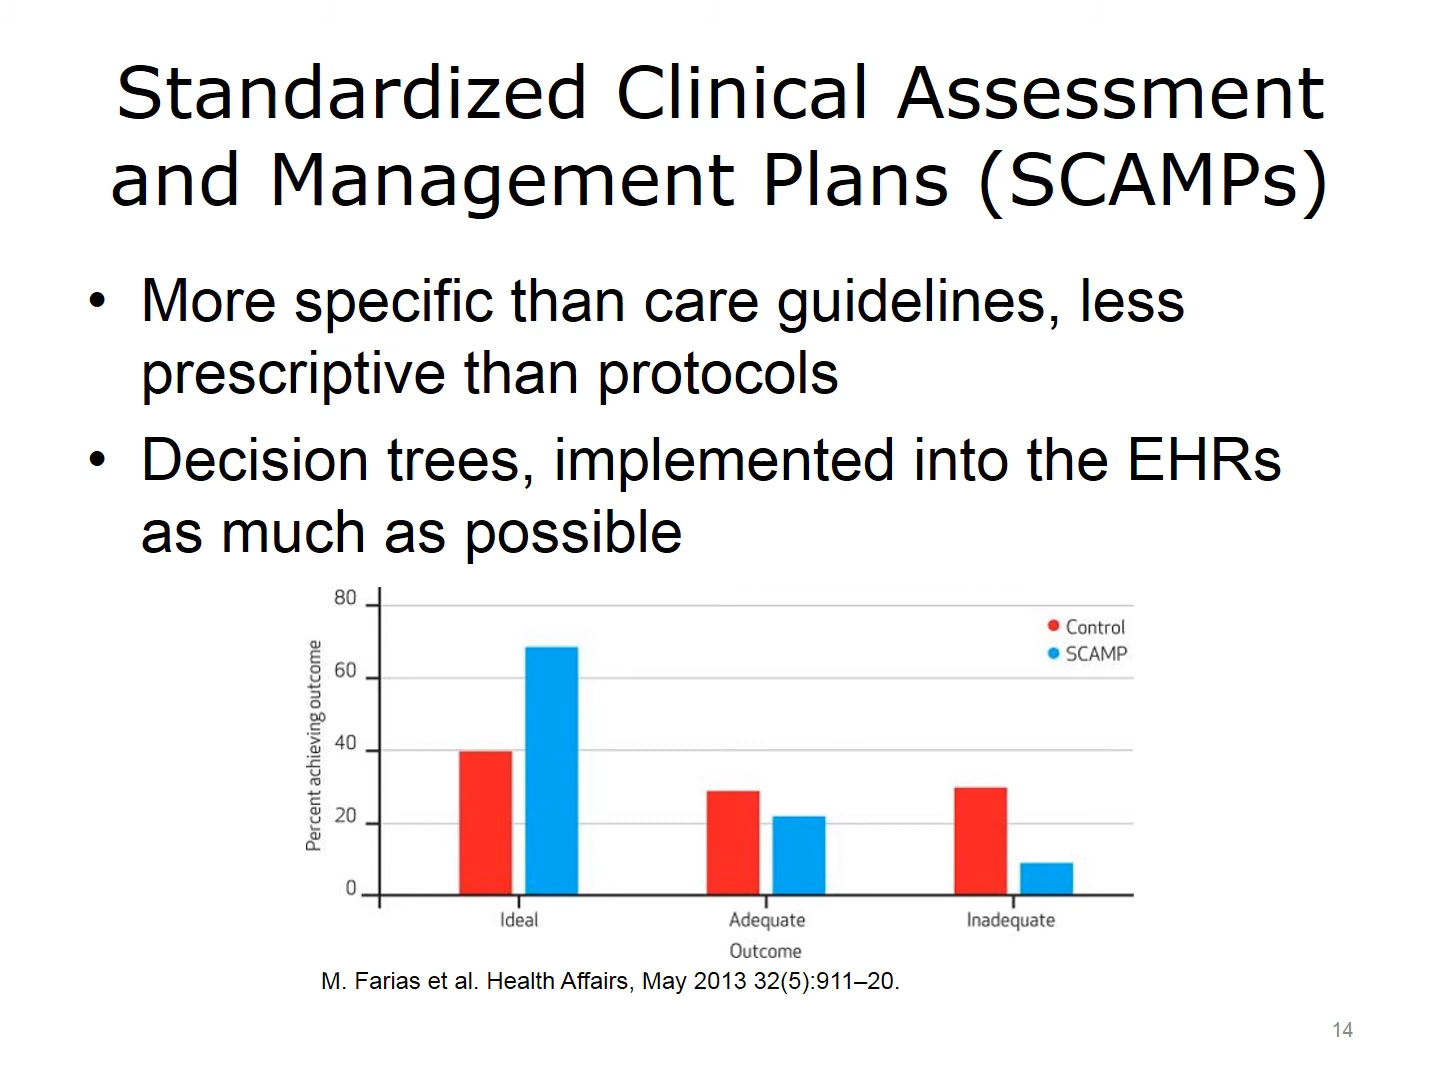 Standardized Clinical Assessment
and Management Plans (SCAMPs)
• More specific than care guidelines, less
prescriptive than protocols
• Decision trees, implemented into the EHRs
as much as possible
Percent achieving outcome
80
60
40
20
0
Control
SCAMP
Ideal
Adequate
Inadequate
Outcome
M. Farias et al. Health Affairs, May 2013 32(5):911–20.
14